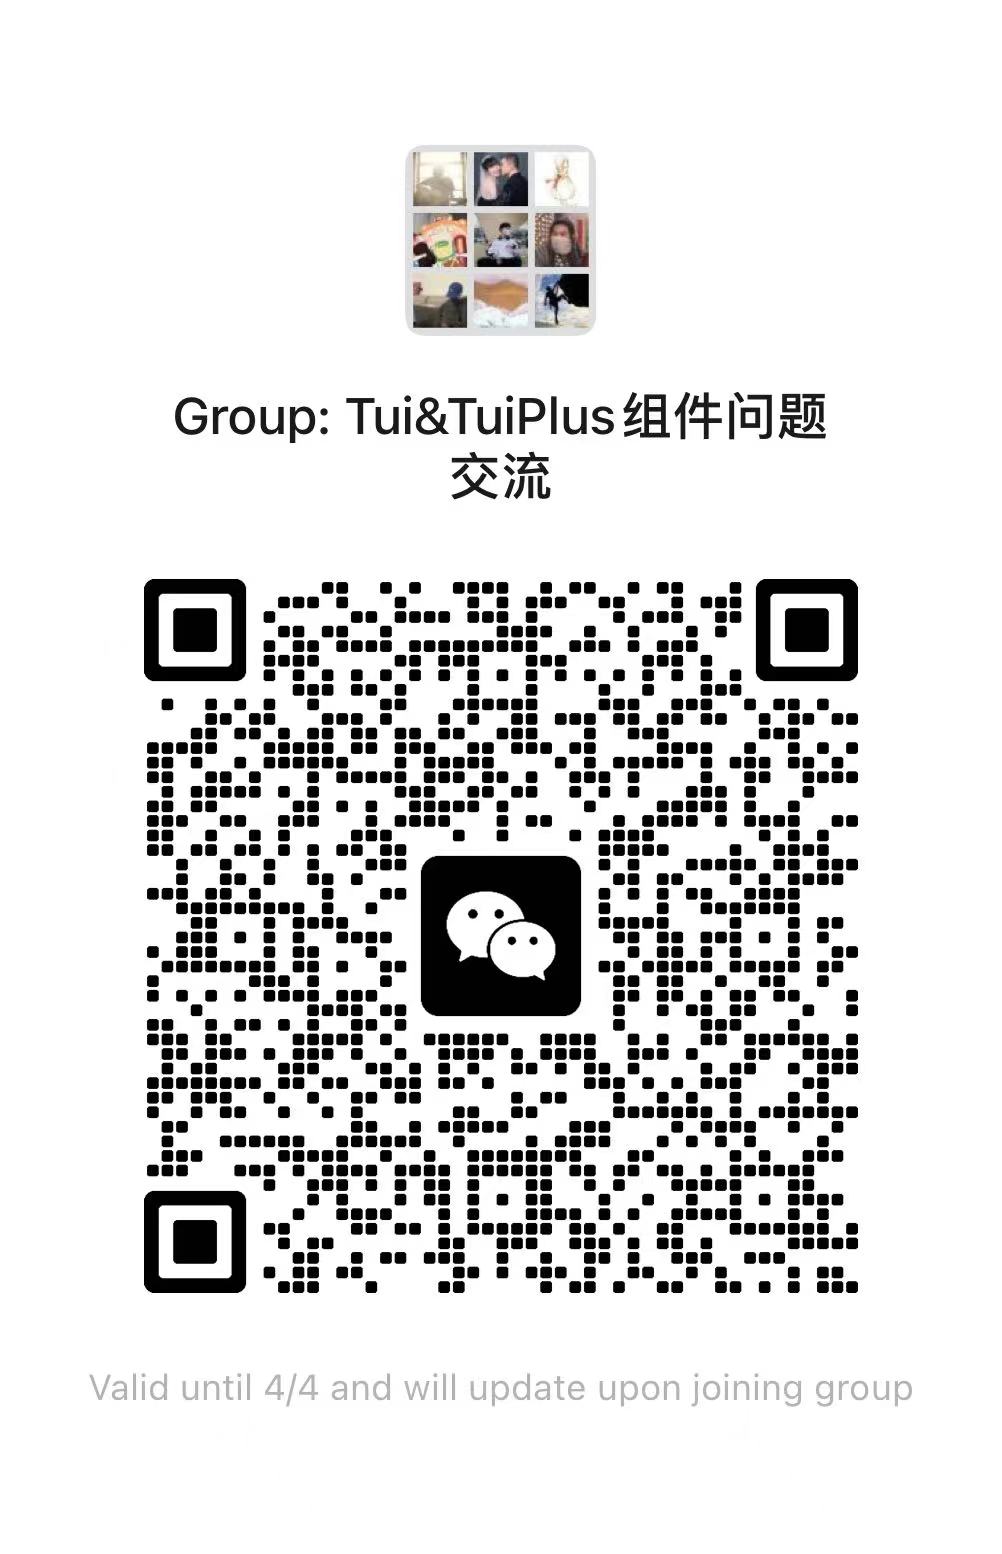 Group: Tui&TuiPlus组件问题
交流
Valid until 4/4 and will update upon joining group